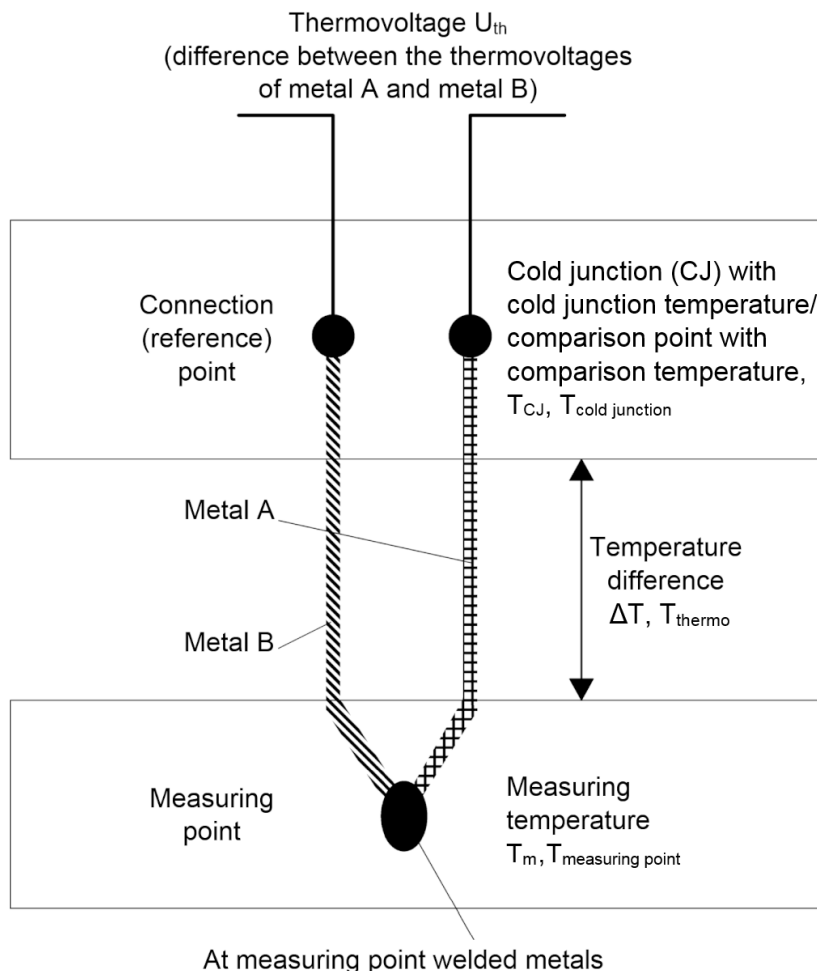 Thermovoltage Uth
(difference between the thermovoltages
of metal A and metal B)
Connection
(reference)
point
Cold junction (CJ) with
cold junction temperature/
comparison point with
comparison temperature,
TCJ, Tcold junction
Metal A
Temperature
difference
ΔT, Tthermo
Metal B
Measuring
point
Measuring
temperature
Tm,Tmeasuring point
At measuring point welded metals